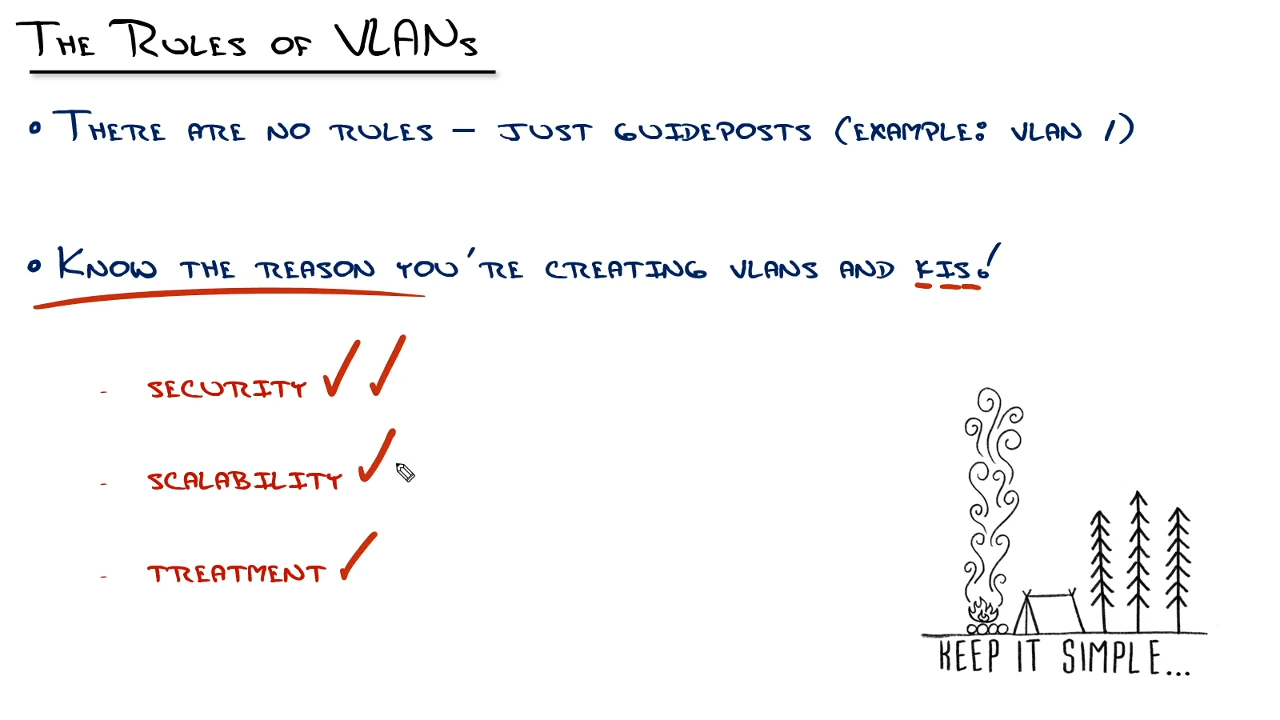 The Rules of VLANs
• There are no rules – just guideposts (example: VLAN 1)
• Know the reason you're creating vlans and KIS!
- Security
- Scalability
- Treatment
KEEP IT SIMPLE...